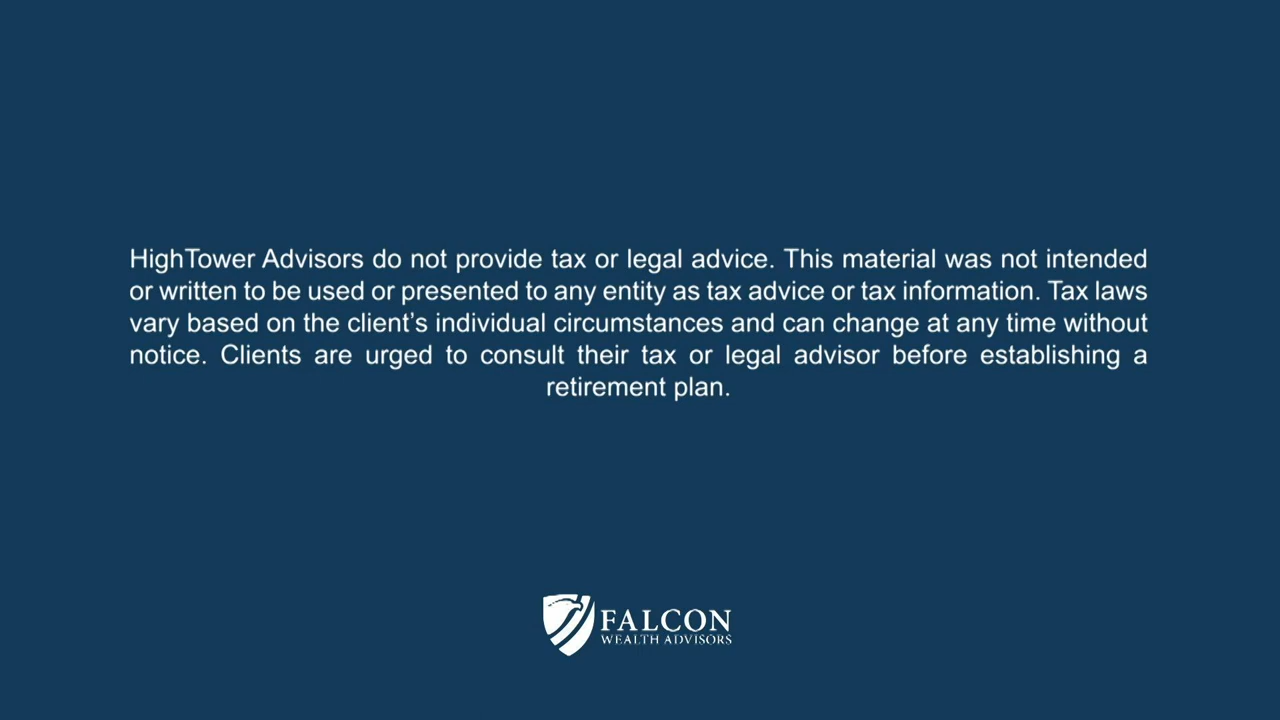 HighTower Advisors do not provide tax or legal advice. This material was not intended
or written to be used or presented to any entity as tax advice or tax information. Tax laws
vary based on the client’s individual circumstances and can change at any time without
notice. Clients are urged to consult their tax or legal advisor before establishing a
retirement plan.
FALCON
WEALTH ADVISORS